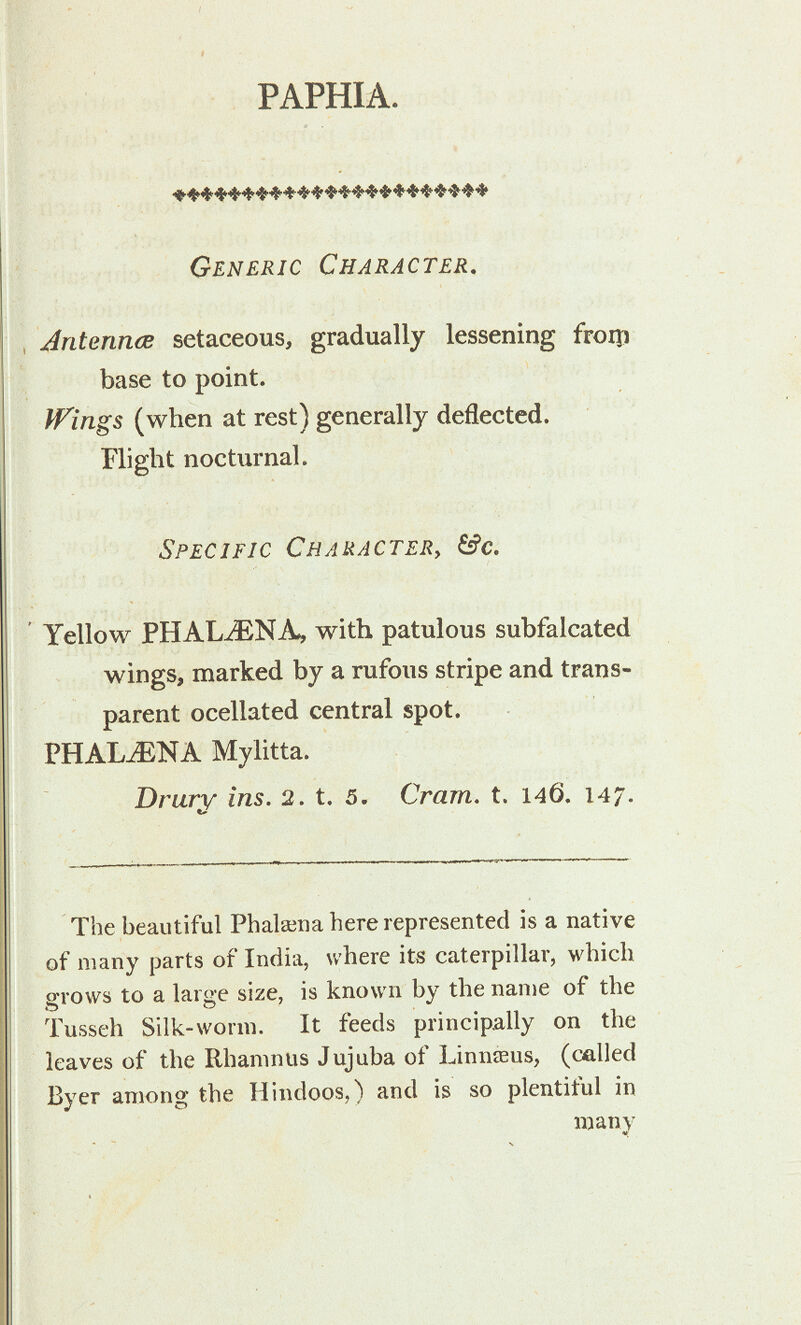 PAPHIA.
GENERIC CHARACTER.
Antennæ setaceous, gradually lessening from
base to point.
Wings (when at rest) generally deflected.
Flight nocturnal.
SPECIFIC CHARACTER, &c.
Yellow PHALÆNA, with patulous subfalcated
wings, marked by a rufous stripe and trans-
parent ocellated central spot.
PHALÆNA Mylitta.
Drury ins. 2. t. 5. Cram. t. 146. 147.
The beautiful Phalæna here represented is a native
of many parts of India, where its caterpillar, which
grows to a large size, is known by the name of the
Tusseh Silk-worm. It feeds principally on the
leaves of the Rhamnus Jujuba of Linnæus, (called
Byer among the Hindoos,) and is so plentiful in
many